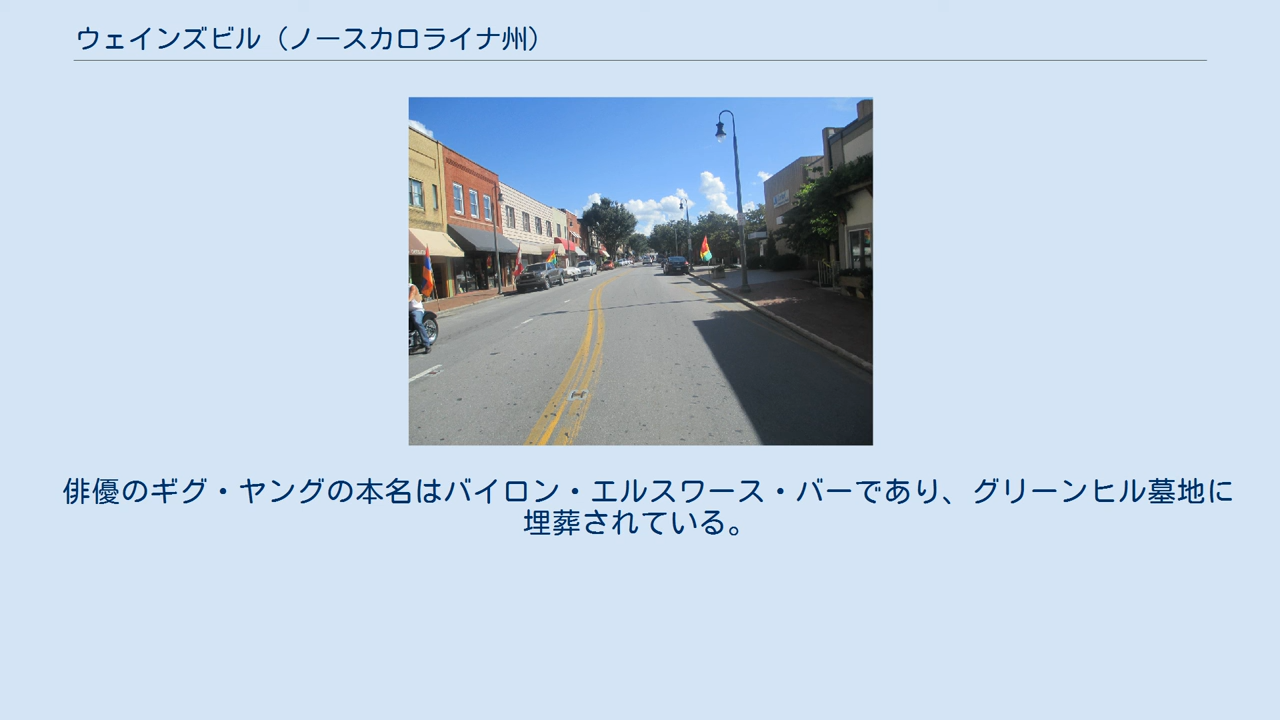 ウェインズビル（ノースカロライナ州）
俳優のギグ・ヤングの本名はバイロン・エルスワース・バーであり、グリーンヒル墓地に
埋葬されている。